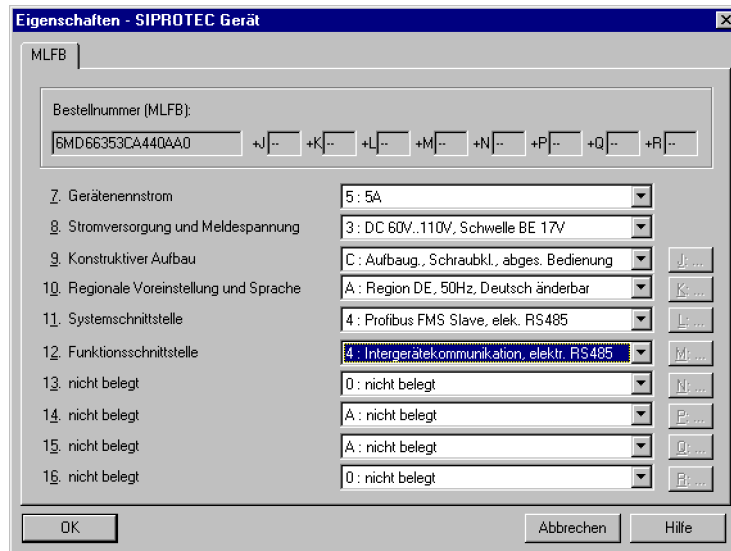 Eigenschaften - SIPROTEC Gerät
MLFB
Bestellnummer (MLFB):
6MD66353CA440AA0 +J -- +K -- +L -- +M -- +N -- +P -- +Q -- +R --
7. Gerätenennstrom 5 : 5A
8. Stromversorgung und Meldespannung 3 : DC 60V..110V, Schwelle BE 17V
9. Konstruktiver Aufbau C : Aufbaug., Schraubkl., abges. Bedienung J: ...
10. Regionale Voreinstellung und Sprache A : Region DE, 50Hz, Deutsch änderbar K: ...
11. Systemschnittstelle 4 : Profibus FMS Slave, elek. RS485 L: ...
12. Funktionsschnittstelle 4 : Intergerätekommunikation, elektr. RS485 M: ...
13. nicht belegt 0 : nicht belegt N: ...
14. nicht belegt A : nicht belegt P: ...
15. nicht belegt A : nicht belegt Q: ...
16. nicht belegt 0 : nicht belegt R: ...
OK Abbrechen Hilfe